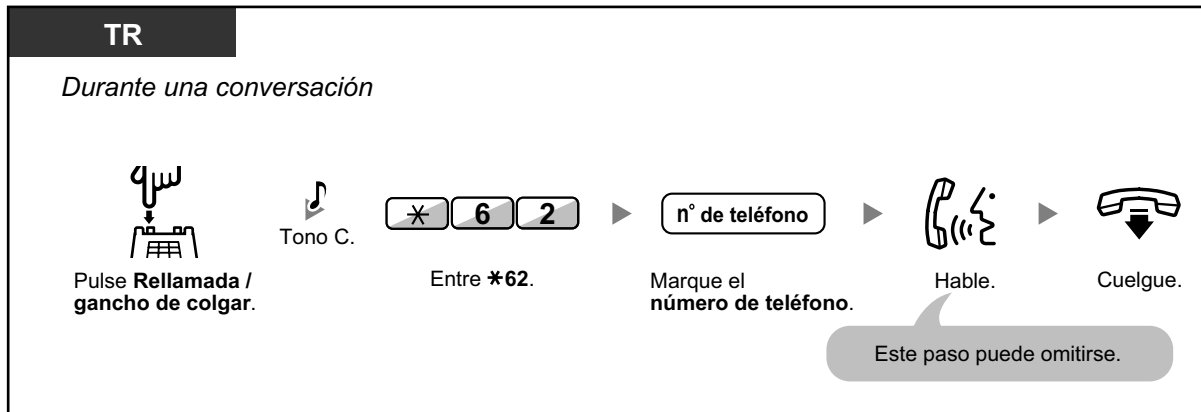 TR
Durante una conversación
Tono C.
* 6 2
n° de teléfono
Pulse Rellamada /
gancho de colgar.
Entre *62.
Marque el
número de teléfono.
Hable.
Cuelgue.
Este paso puede omitirse.